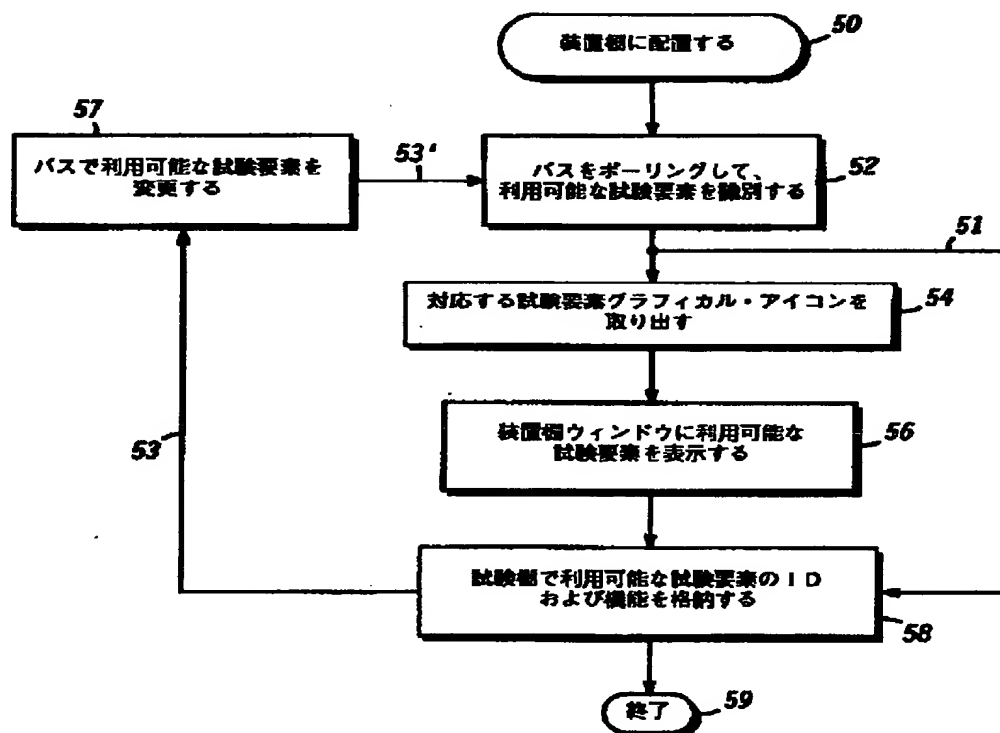 装置棚に配置する
50
57
バスで利用可能な試験要素を
変更する
53'
バスをポーリングして、
利用可能な試験要素を識別する
52
51
対応する試験要素グラフィカル・アイコンを
取り出す
54
装置棚ウィンドウに利用可能な
試験要素を表示する
56
53
試験棚で利用可能な試験要素のID
および機能を格納する
58
終了
59